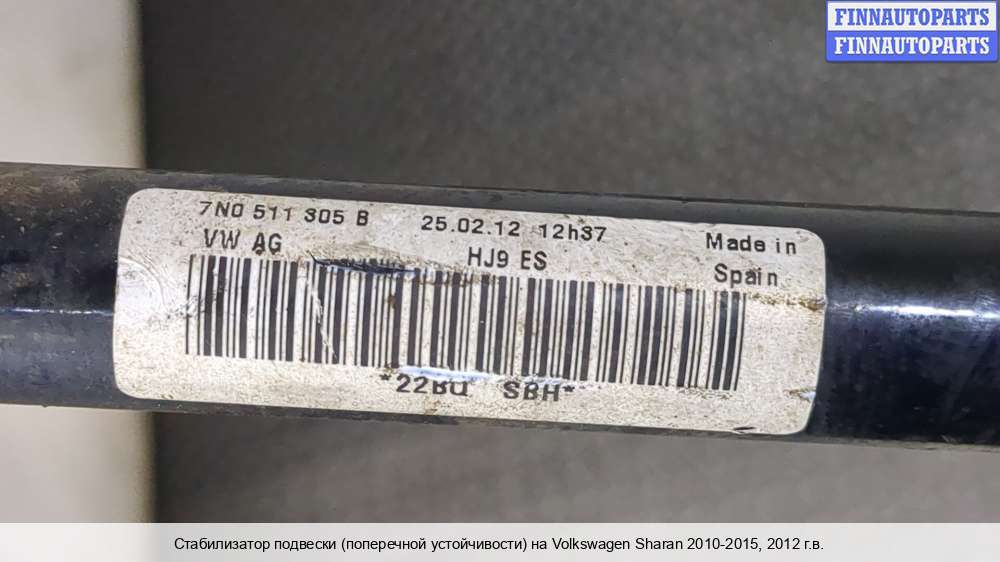 FINNAUTOPARTS
FINNAUTOPARTS
7N0 511 305 B 25.02.12 12h37 Made in
VW AG HJ9 ES Spain
SBH*
Стабилизатор подвески (поперечной устойчивости) на Volkswagen Sharan 2010-2015, 2012 г.в.